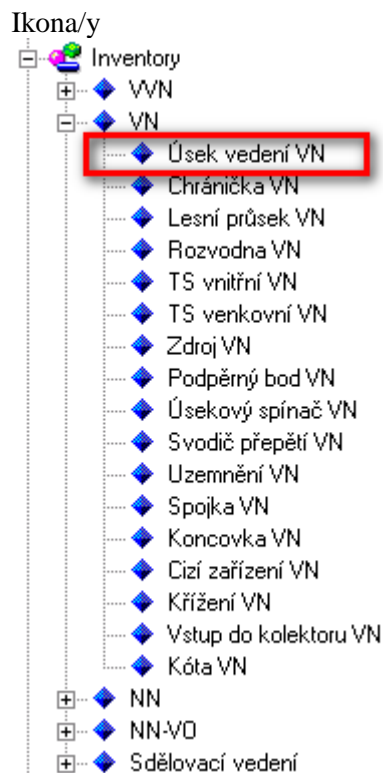 Ikona/y
Inventory
VVN
VN
Úsek vedení VN
Chránička VN
Lesní průsek VN
Rozvodna VN
TS vnitřní VN
TS venkovní VN
Zdroj VN
Podpěrný bod VN
Úsekový spínač VN
Svodič přepětí VN
Uzemnění VN
Spojka VN
Koncovka VN
Cizí zařízení VN
Křížení VN
Vstup do kolektoru VN
Kóta VN
NN
NN-VO
Sdělovací vedení